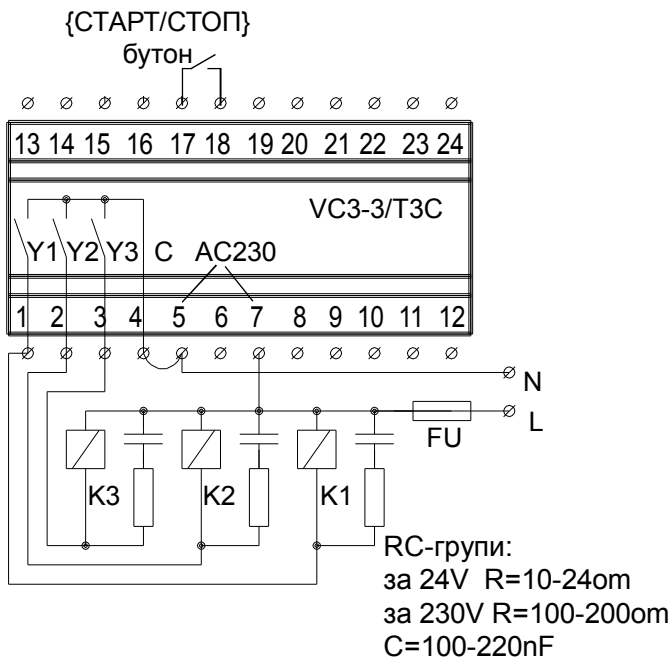 {СТАРТ/СТОП}
бутон
13 14 15 16 17 18 19 20 21 22 23 24
VC3-3/T3C
Y1 Y2 Y3 C AC230
1 2 3 4 5 6 7 8 9 10 11 12
N
L
FU
K3 K2 K1
RC-групи:
за 24V R=10-24om
за 230V R=100-200om
C=100-220nF